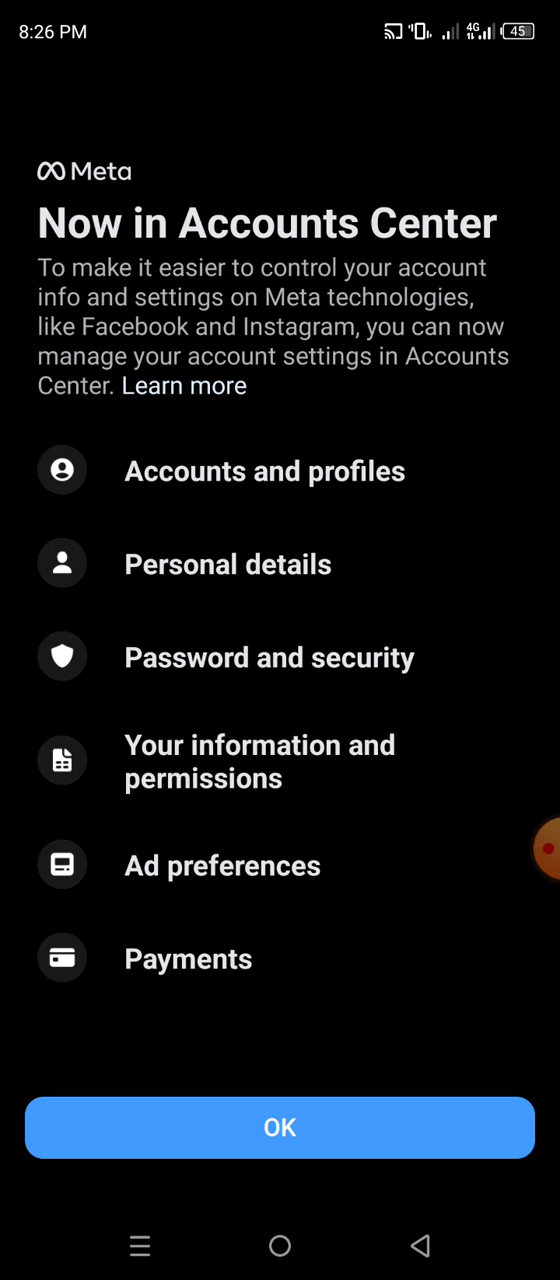 8:26 PM 4G 45
Meta
Now in Accounts Center
To make it easier to control your account
info and settings on Meta technologies,
like Facebook and Instagram, you can now
manage your account settings in Accounts
Center. Learn more
Accounts and profiles
Personal details
Password and security
Your information and
permissions
Ad preferences
Payments
OK